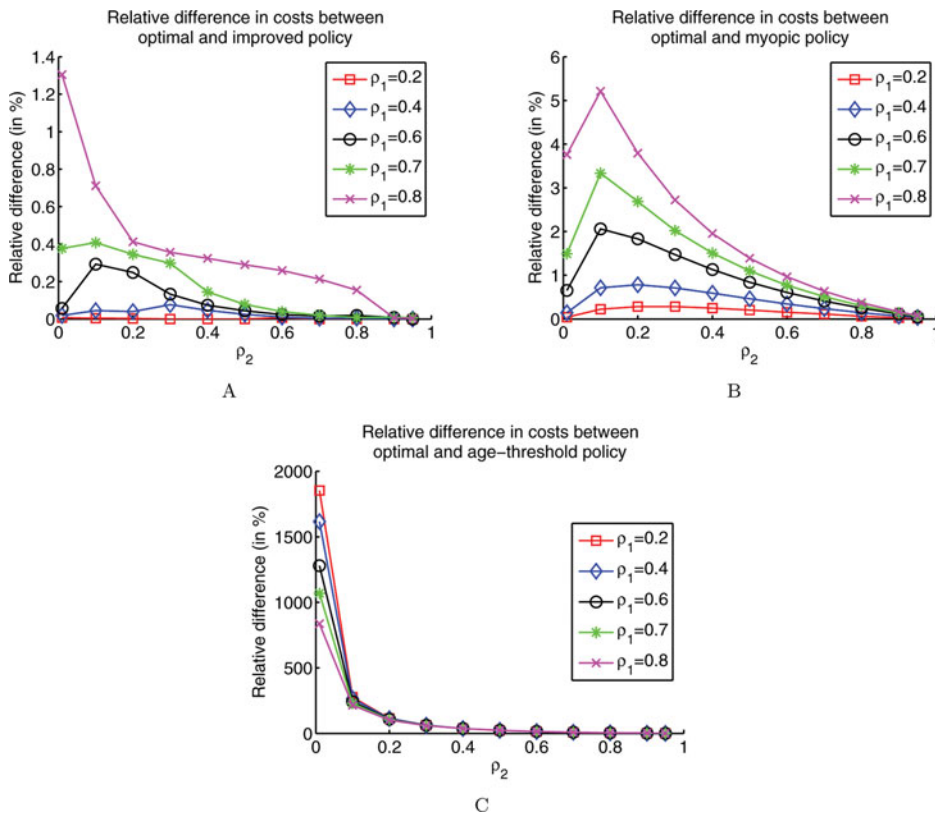 Relative difference in costs between
optimal and improved policy
Relative difference (in %)
1.4
1.2
1
0.8
0.6
0.4
0.2
0
0 0.2 0.4 0.6 0.8 1
ρ2
ρ1=0.2
ρ1=0.4
ρ1=0.6
ρ1=0.7
ρ1=0.8
A
Relative difference in costs between
optimal and myopic policy
Relative difference (in %)
6
5
4
3
2
1
0
0 0.2 0.4 0.6 0.8 1
ρ2
ρ1=0.2
ρ1=0.4
ρ1=0.6
ρ1=0.7
ρ1=0.8
B
Relative difference in costs between
optimal and age−threshold policy
Relative difference (in %)
2000
1500
1000
500
0
0 0.2 0.4 0.6 0.8 1
ρ2
ρ1=0.2
ρ1=0.4
ρ1=0.6
ρ1=0.7
ρ1=0.8
C